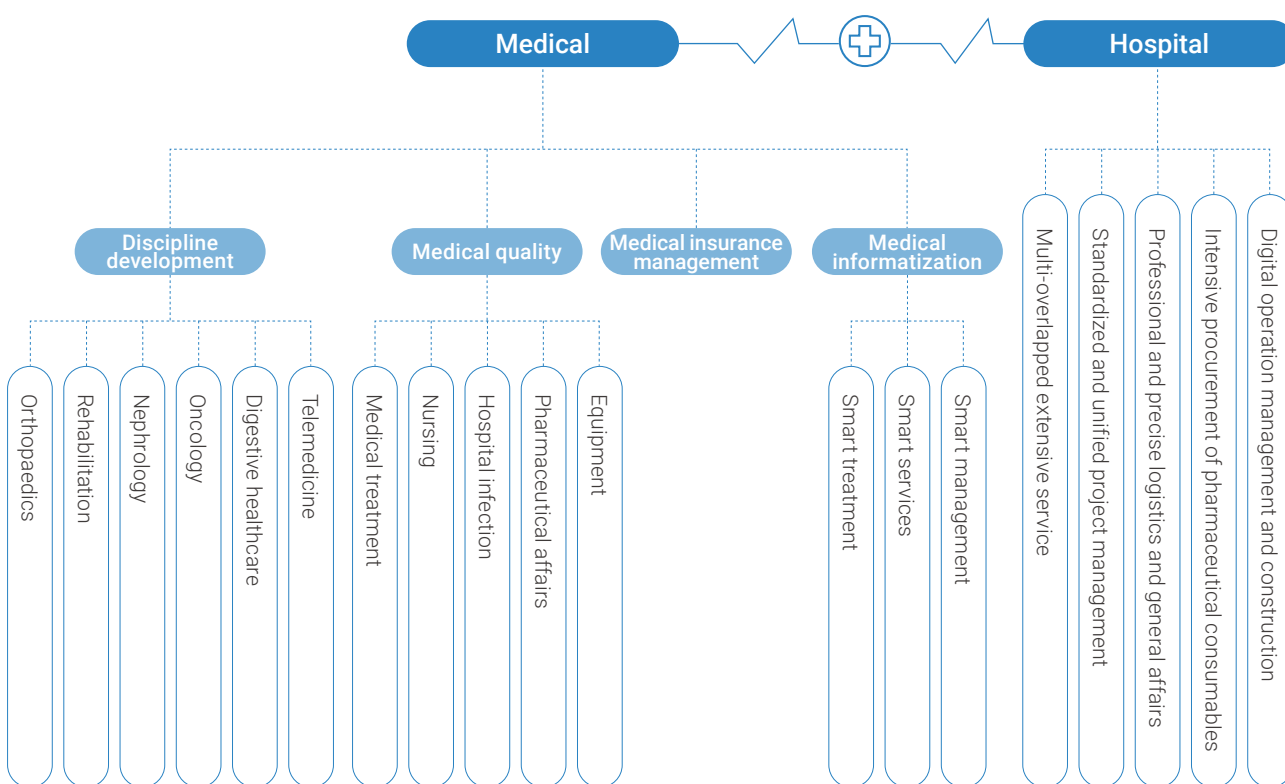 Medical
Hospital
Discipline
development
Medical quality
Medical insurance
management
Medical
informatization
Orthopaedics
Rehabilitation
Nephrology
Oncology
Digestive healthcare
Telemedicine
Medical treatment
Nursing
Hospital infection
Pharmaceutical affairs
Equipment
Smart treatment
Smart services
Smart management
Multi-overlapped extensive service
Standardized and unified project management
Professional and precise logistics and general affairs
Intensive procurement of pharmaceutical consumables
Digital operation management and construction